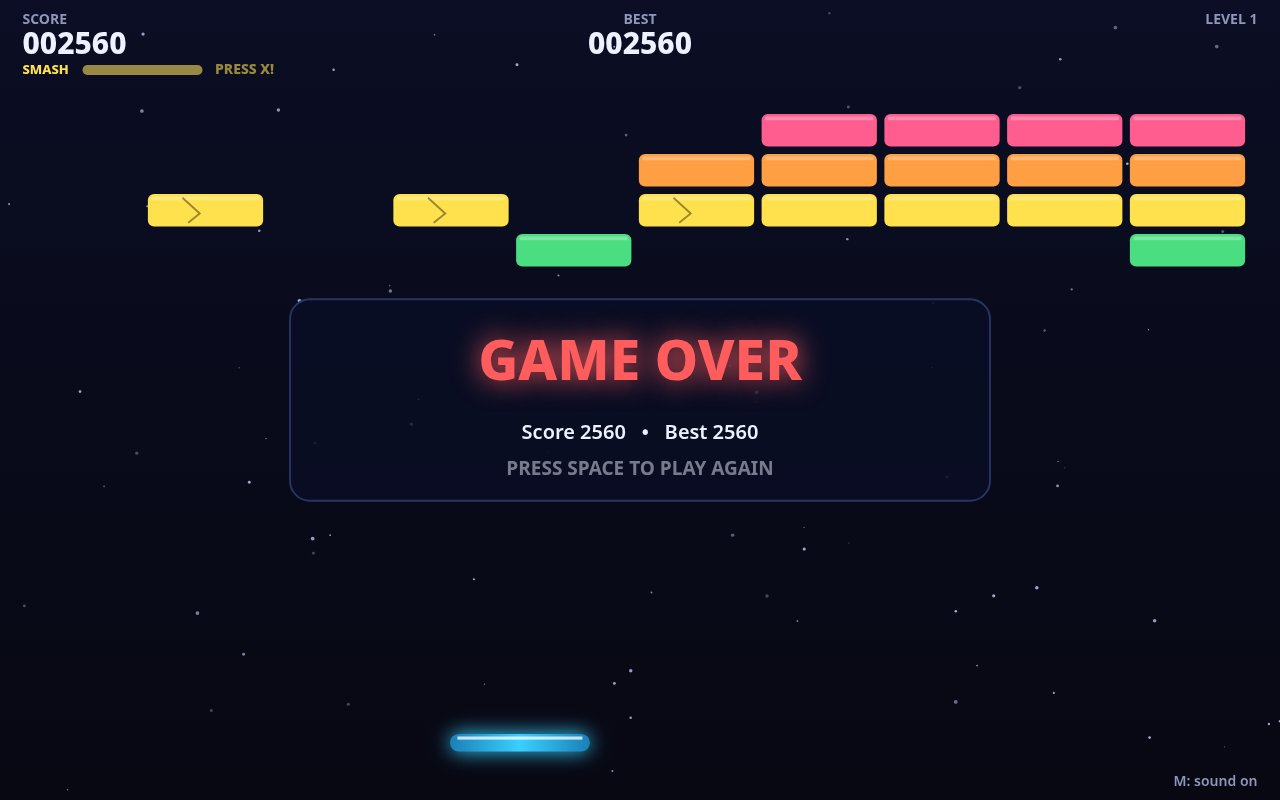 SCORE
002560
SMASH PRESS X!
BEST
002560
LEVEL 1
GAME OVER
Score 2560 • Best 2560
PRESS SPACE TO PLAY AGAIN
M: sound on